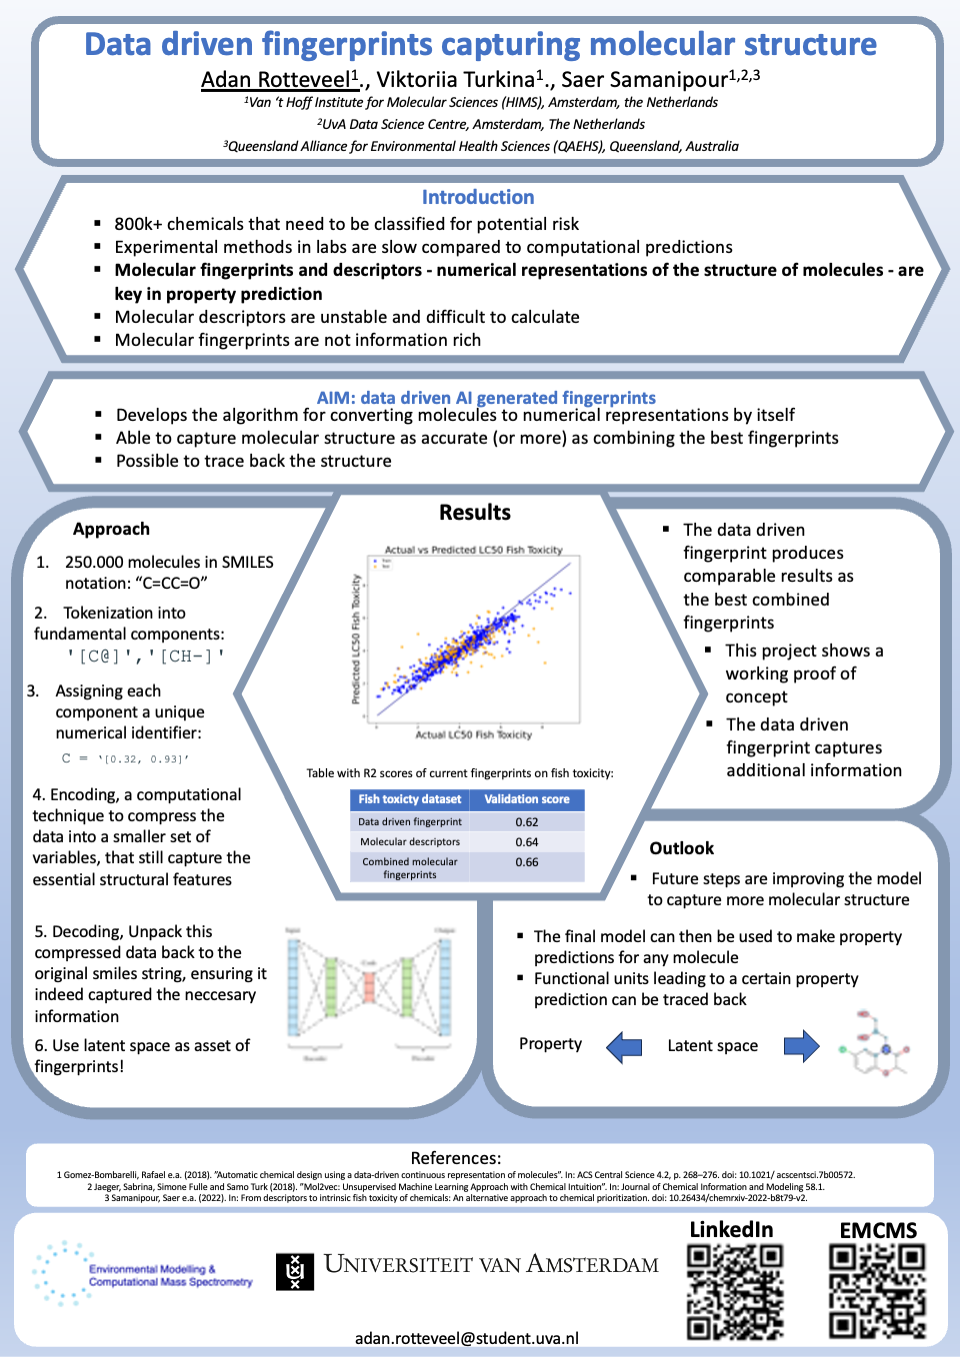 Data driven fingerprints capturing molecular structure
Adan Rotteveel1., Viktoriia Turkina1., Saer Samanipour1,2,3
1Van 't Hoff Institute for Molecular Sciences (HIMS), Amsterdam, the Netherlands
2UvA Data Science Centre, Amsterdam, The Netherlands
3Queensland Alliance for Environmental Health Sciences (QAEHS), Queensland, Australia
Introduction
▪ 800k+ chemicals that need to be classified for potential risk
▪ Experimental methods in labs are slow compared to computational predictions
▪ Molecular fingerprints and descriptors - numerical representations of the structure of molecules - are
key in property prediction
▪ Molecular descriptors are unstable and difficult to calculate
▪ Molecular fingerprints are not information rich
AIM: data driven AI generated fingerprints
▪ Develops the algorithm for converting molecules to numerical representations by itself
▪ Able to capture molecular structure as accurate (or more) as combining the best fingerprints
▪ Possible to trace back the structure
Approach
1. 250.000 molecules in SMILES
notation: “C=CC=O”
2. Tokenization into
fundamental components:
'[C@]','[CH-]'
3. Assigning each
component a unique
numerical identifier:
C = '[0.32, 0.93]'
4. Encoding, a computational
technique to compress the
data into a smaller set of
variables, that still capture the
essential structural features
5. Decoding, Unpack this
compressed data back to the
original smiles string, ensuring it
indeed captured the neccesary
information
6. Use latent space as asset of
fingerprints!
Input
Code
Output
Encoder
Decoder
Results
Actual vs Predicted LC50 Fish Toxicity
Predicted LC50 Fish Toxicity
Actual LC50 Fish Toxicity
Table with R2 scores of current fingerprints on fish toxicity:
Fish toxicty dataset Validation score
Data driven fingerprint 0.62
Molecular descriptors 0.64
Combined molecular 0.66
fingerprints
▪ The data driven
fingerprint produces
comparable results as
the best combined
fingerprints
▪ This project shows a
working proof of
concept
▪ The data driven
fingerprint captures
additional information
Outlook
▪ Future steps are improving the model
to capture more molecular structure
▪ The final model can then be used to make property
predictions for any molecule
▪ Functional units leading to a certain property
prediction can be traced back
Property
Latent space
References:
1 Gomez-Bombarelli, Rafael e.a. (2018). ”Automatic chemical design using a data-driven continuous representation of molecules”. In: ACS Central Science 4.2, p. 268–276. doi: 10.1021/ acscentsci.7b00572.
2 Jaeger, Sabrina, Simone Fulle and Samo Turk (2018). ”Mol2vec: Unsupervised Machine Learning Approach with Chemical Intuition”. In: Journal of Chemical Information and Modeling 58.1.
3 Samanipour, Saer e.a. (2022). In: From descriptors to intrinsic fish toxicity of chemicals: An alternative approach to chemical prioritization. doi: 10.26434/chemrxiv-2022-b8t79-v2.
Environmental Modelling &
Computational Mass Spectrometry
UNIVERSITEIT VAN AMSTERDAM
adan.rotteveel@student.uva.nl
LinkedIn
EMCMS